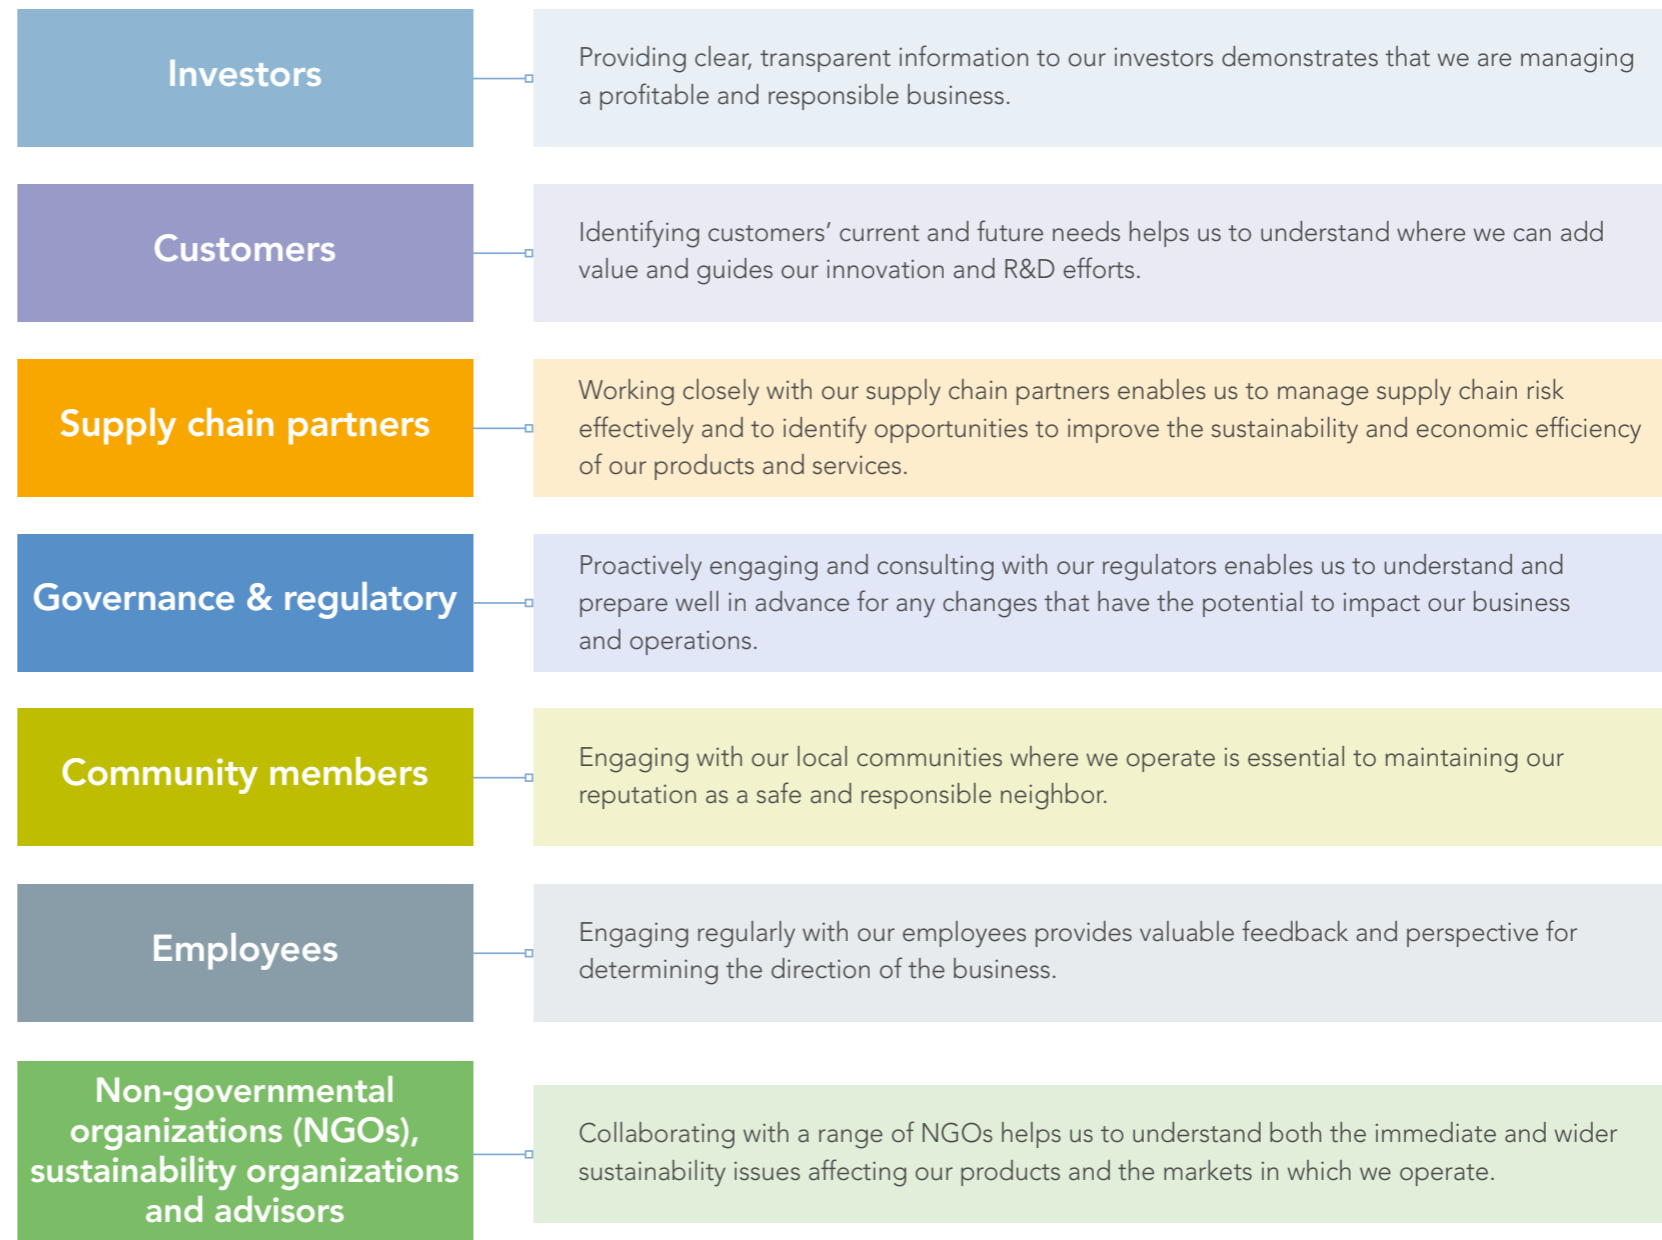 Investors
Providing clear, transparent information to our investors demonstrates that we are managing
a profitable and responsible business.
Customers
Identifying customers’ current and future needs helps us to understand where we can add
value and guides our innovation and R&D efforts.
Supply chain partners
Working closely with our supply chain partners enables us to manage supply chain risk
effectively and to identify opportunities to improve the sustainability and economic efficiency
of our products and services.
Governance & regulatory
Proactively engaging and consulting with our regulators enables us to understand and
prepare well in advance for any changes that have the potential to impact our business
and operations.
Community members
Engaging with our local communities where we operate is essential to maintaining our
reputation as a safe and responsible neighbor.
Employees
Engaging regularly with our employees provides valuable feedback and perspective for
determining the direction of the business.
Non-governmental
organizations (NGOs),
sustainability organizations
and advisors
Collaborating with a range of NGOs helps us to understand both the immediate and wider
sustainability issues affecting our products and the markets in which we operate.